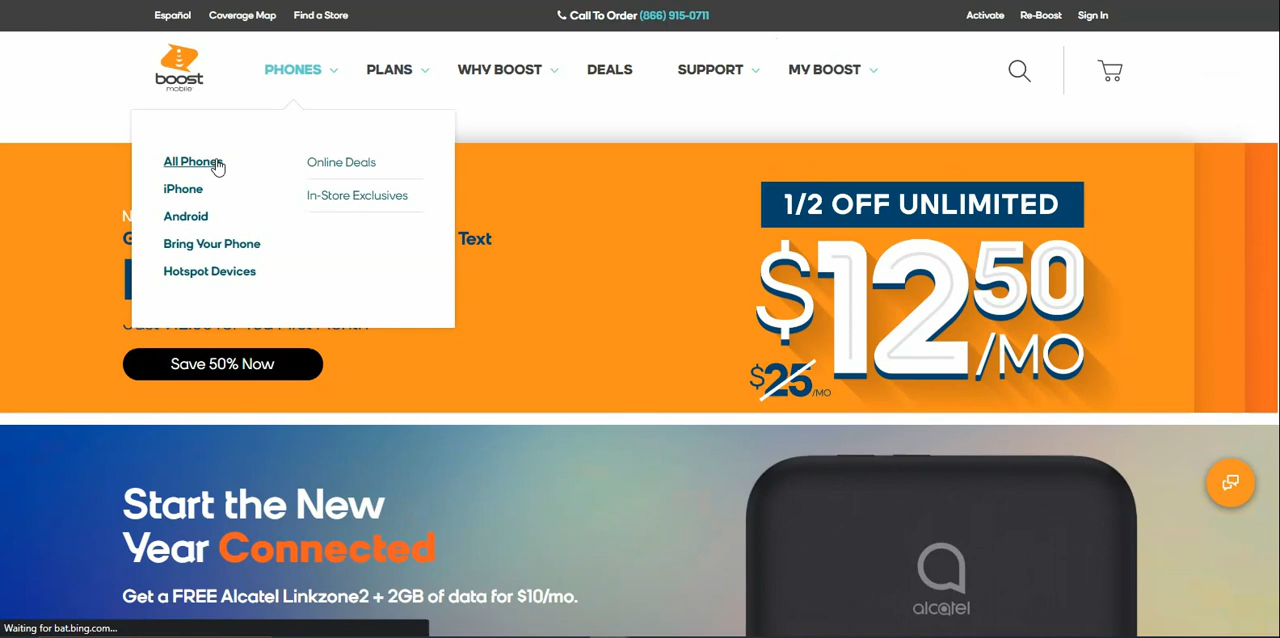 Español Coverage Map Find a Store Call To Order (866) 915-0711 Activate Re-Boost Sign In
boost
mobile
PHONES PLANS WHY BOOST DEALS SUPPORT MY BOOST
All Phones
iPhone
Android
Bring Your Phone
Hotspot Devices
Online Deals
In-Store Exclusives
Text
Save 50% Now
1/2 OFF UNLIMITED
$12.50/MO
$25/MO
Start the New
Year Connected
Get a FREE Alcatel Linkzone2 + 2GB of data for $10/mo.
alcatel
Waiting for bat.bing.com...